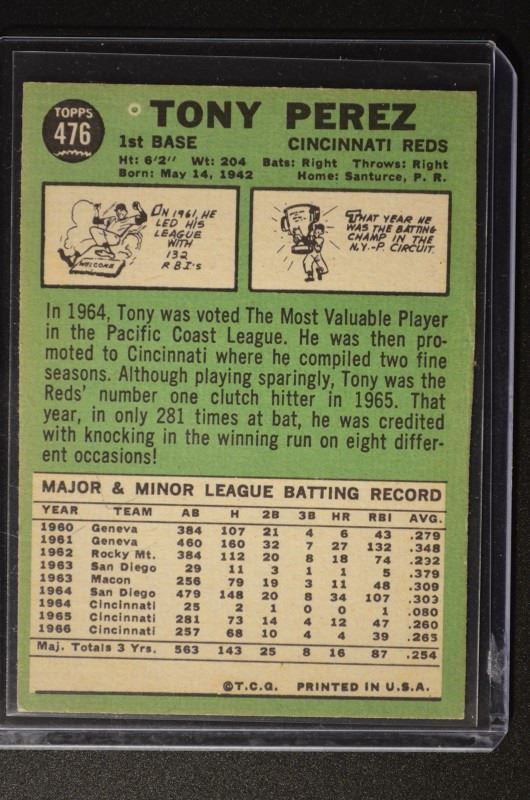 TOPPS
476
TONY PEREZ
1st BASE CINCINNATI REDS
Ht: 6'2" Wt: 204 Bats: Right Throws: Right
Born: May 14, 1942 Home: Santurce, P. R.
WELCOME
IN 1961, HE
LED HIS
LEAGUE
WITH
132
RBI's
THAT YEAR HE
WAS THE BATTING
CHAMP IN THE
N.Y.-P. CIRCUIT.
In 1964, Tony was voted The Most Valuable Player
in the Pacific Coast League. He was then pro-
moted to Cincinnati where he compiled two fine
seasons. Although playing sparingly, Tony was the
Reds' number one clutch hitter in 1965. That
year, in only 281 times at bat, he was credited
with knocking in the winning run on eight differ-
ent occasions!
MAJOR & MINOR LEAGUE BATTING RECORD
YEAR TEAM AB H 2B 3B HR RBI AVG.
1960 Geneva 384 107 21 4 6 43 .279
1961 Geneva 460 160 32 7 27 132 .348
1962 Rocky Mt. 384 112 20 8 18 74 .292
1963 San Diego 29 11 3 1 1 5 .379
1963 Macon 256 79 19 3 11 48 .309
1964 San Diego 479 148 20 8 34 107 .303
1964 Cincinnati 25 2 1 0 0 1 .080
1965 Cincinnati 281 73 14 4 12 47 .260
1966 Cincinnati 257 68 10 4 4 39 .265
Maj. Totals 3 Yrs. 563 143 25 8 16 87 .254
©T.C.G. PRINTED IN U.S.A.